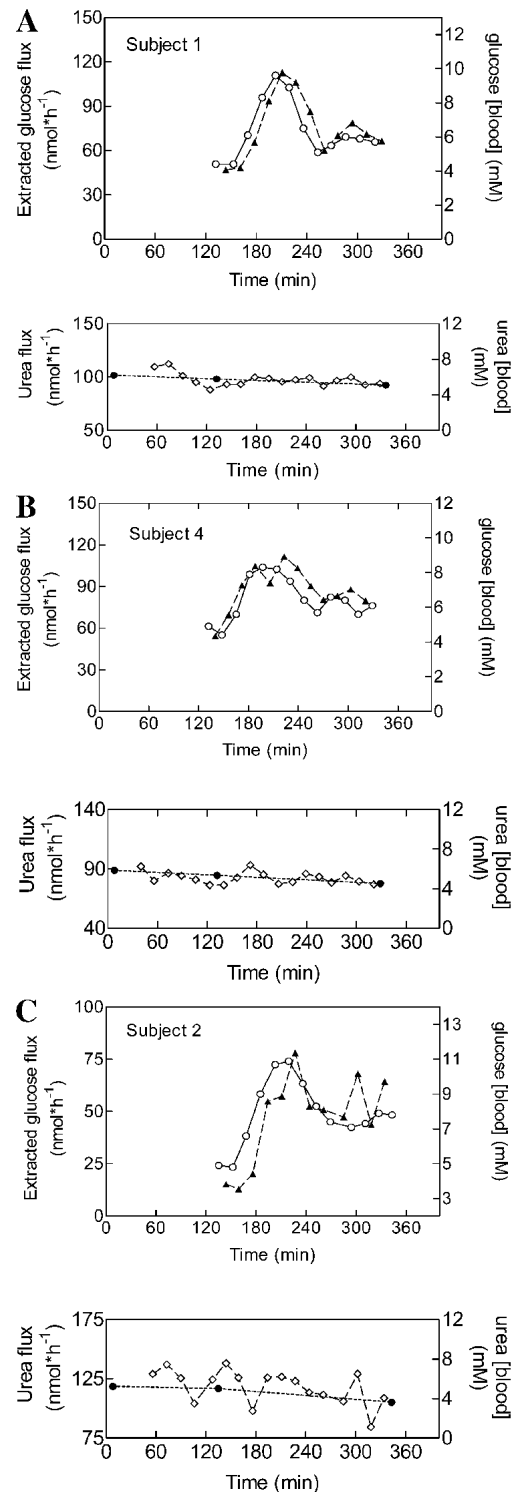 A
Subject 1
Extracted glucose flux
(nmol*h-1)
150
120
90
60
30
0
glucose [blood] (mM)
12
10
8
6
4
2
0
0 60 120 180 240 300 360
Time (min)
Urea flux
(nmol*h-1)
150
100
50
urea [blood]
(mM)
12
8
4
0
0 60 120 180 240 300 360
Time (min)
B
Subject 4
Extracted glucose flux
(nmol*h-1)
150
120
90
60
30
0
glucose [blood] (mM)
12
10
8
6
4
2
0
0 60 120 180 240 300 360
Time (min)
Urea flux
(nmol*h-1)
140
90
40
urea [blood]
(mM)
12
8
4
0
0 60 120 180 240 300 360
Time (min)
C
Subject 2
Extracted glucose flux
(nmol*h-1)
100
75
50
25
0
glucose [blood] (mM)
13
11
9
7
5
3
0 60 120 180 240 300 360
Time (min)
Urea flux
(nmol*h-1)
175
125
75
urea [blood]
(mM)
12
8
4
0
0 60 120 180 240 300 360
Time (min)